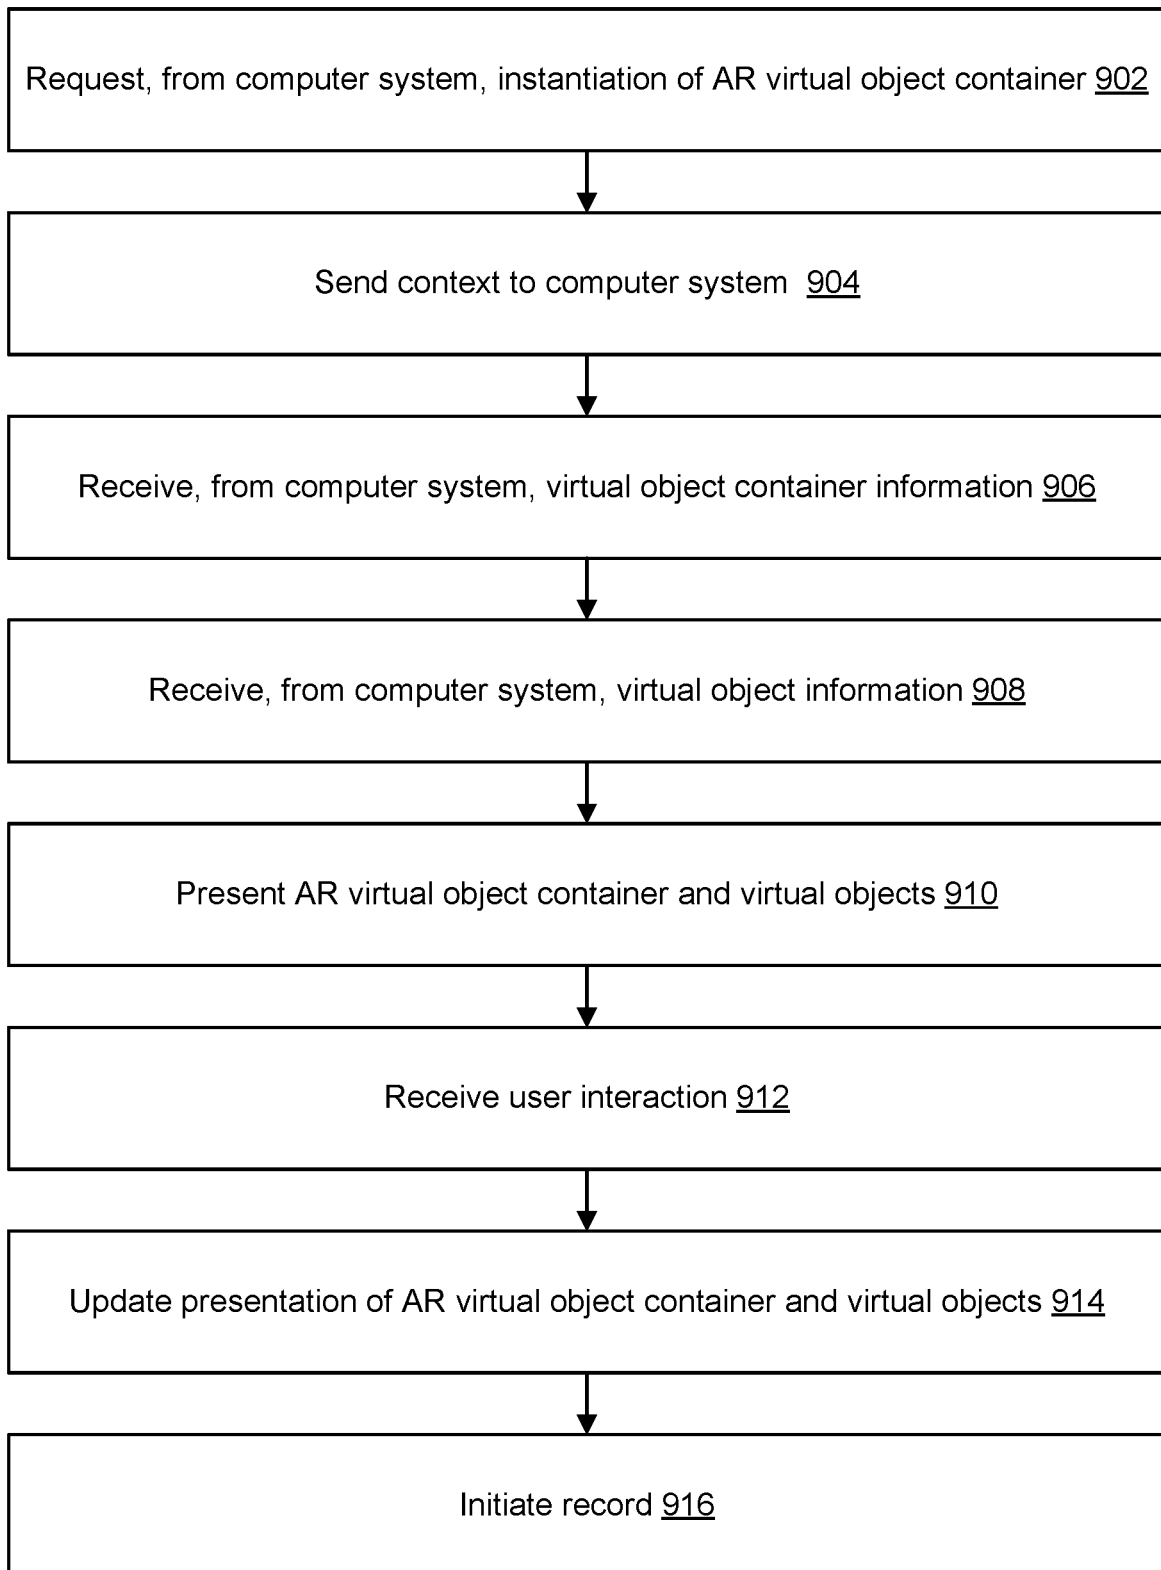 Request, from computer system, instantiation of AR virtual object container 902
Send context to computer system 904
Receive, from computer system, virtual object container information 906
Receive, from computer system, virtual object information 908
Present AR virtual object container and virtual objects 910
Receive user interaction 912
Update presentation of AR virtual object container and virtual objects 914
Initiate record 916